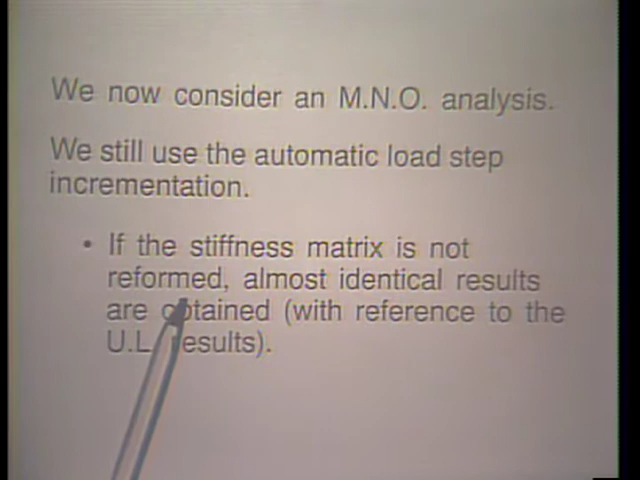 We now consider an M.N.O. analysis.
We still use the automatic load step
incrementation.
• If the stiffness matrix is not
reformed, almost identical results
are obtained (with reference to the
U.L. results).